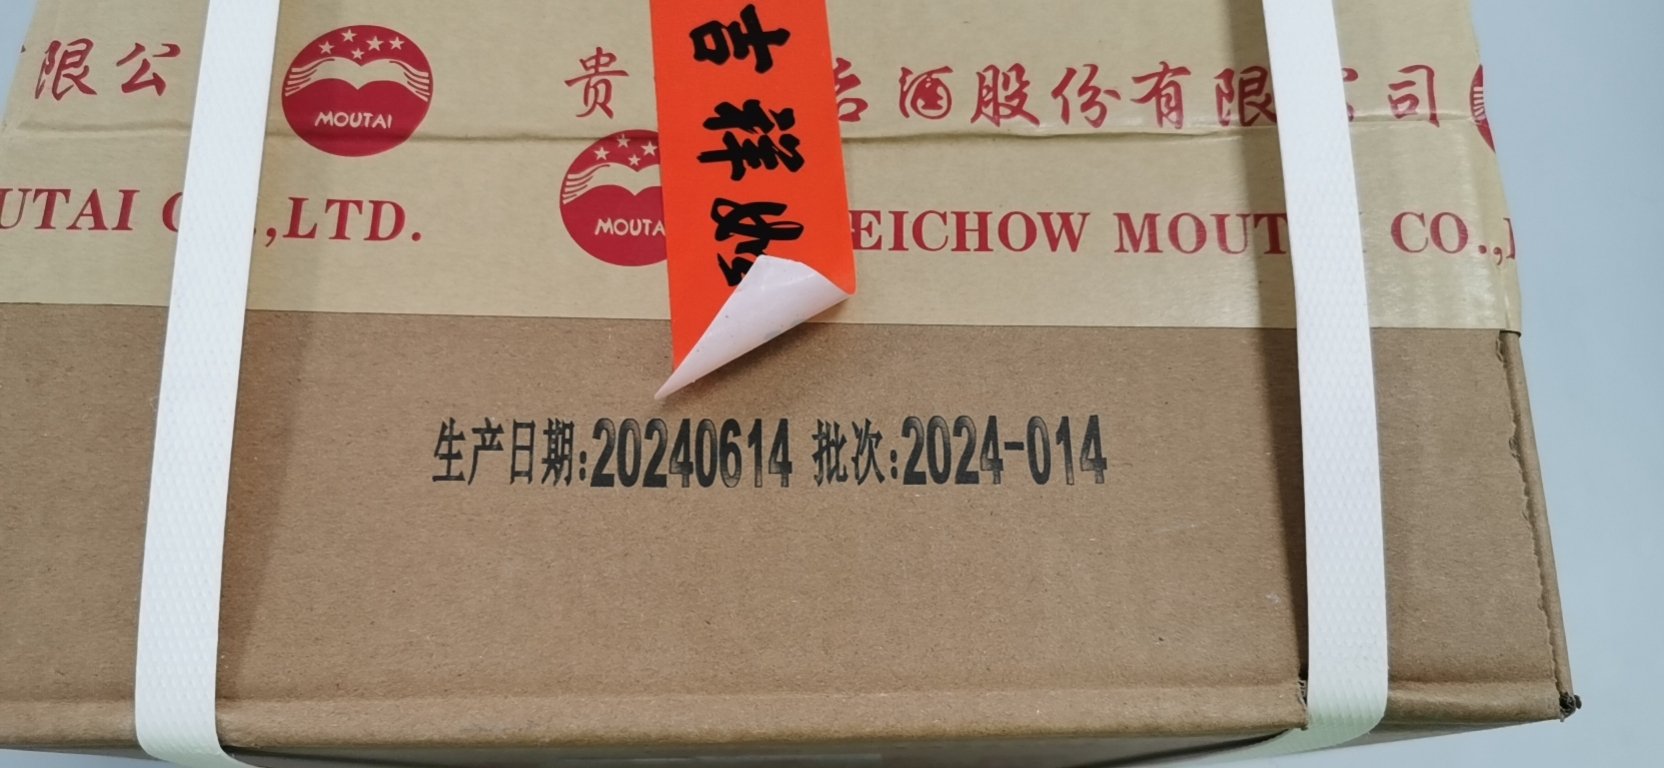 限公
MOUTAI
贵
酒股份有限
司
UTAI C
.,LTD.
MOUTA
EICHOW MOUT
CO.,
吉祥如
生产日期:20240614 批次:2024-014